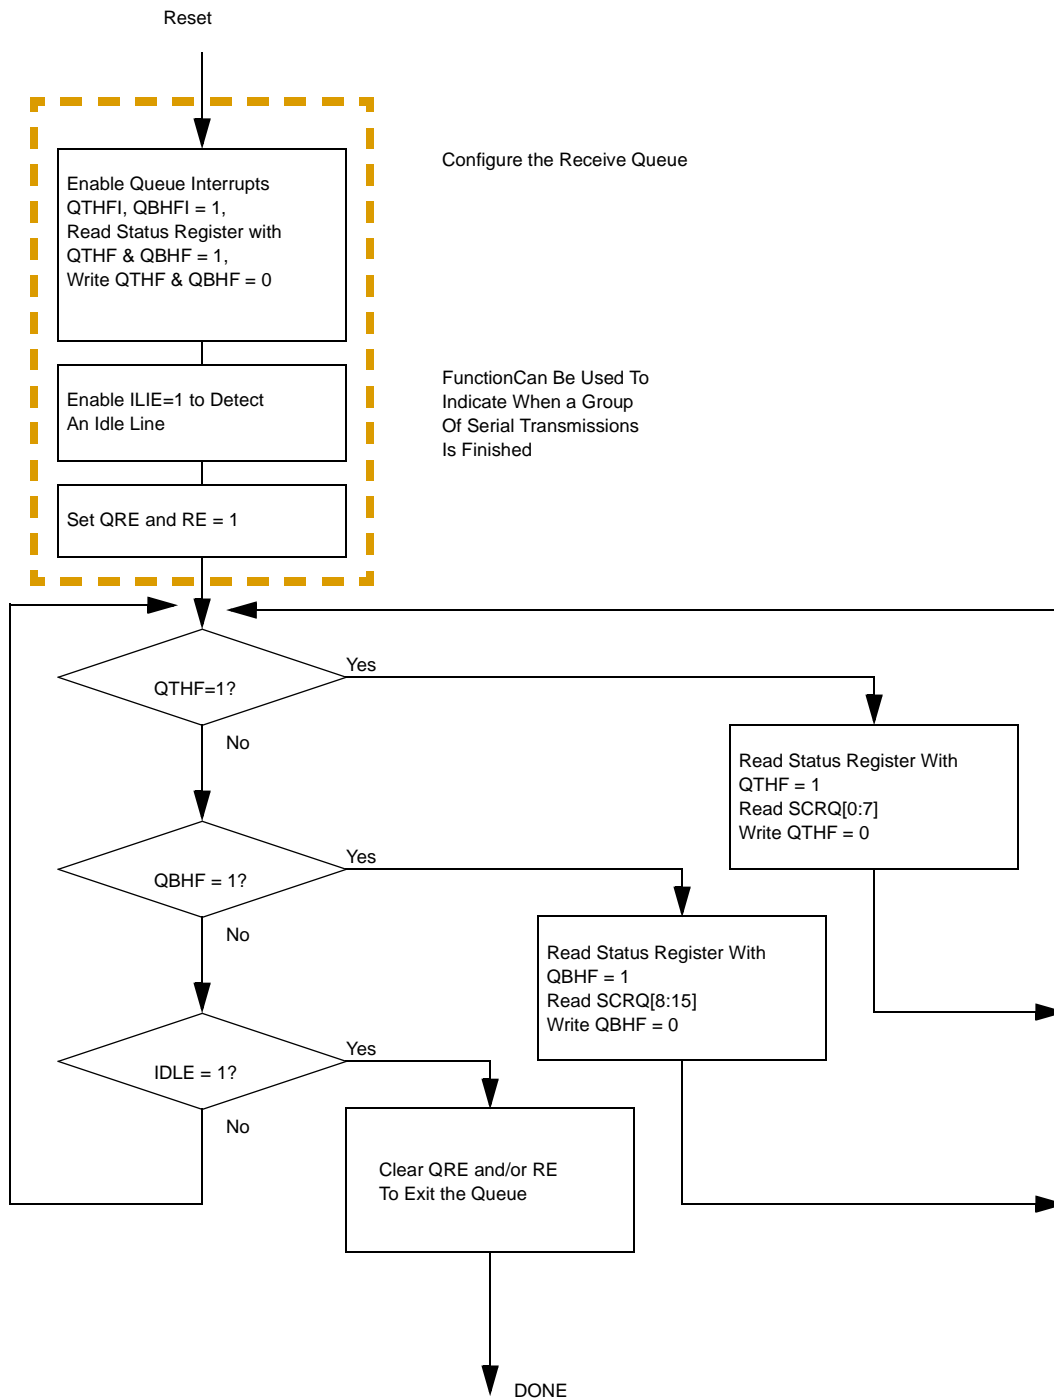 Reset
Configure the Receive Queue
Enable Queue Interrupts
QTHFI, QBHFI = 1,
Read Status Register with
QTHF & QBHF = 1,
Write QTHF & QBHF = 0
Enable ILIE=1 to Detect
An Idle Line
FunctionCan Be Used To
Indicate When a Group
Of Serial Transmissions
Is Finished
Set QRE and RE = 1
QTHF=1?
Yes
No
Read Status Register With
QTHF = 1
Read SCRQ[0:7]
Write QTHF = 0
QBHF = 1?
Yes
No
Read Status Register With
QBHF = 1
Read SCRQ[8:15]
Write QBHF = 0
IDLE = 1?
Yes
No
Clear QRE and/or RE
To Exit the Queue
DONE